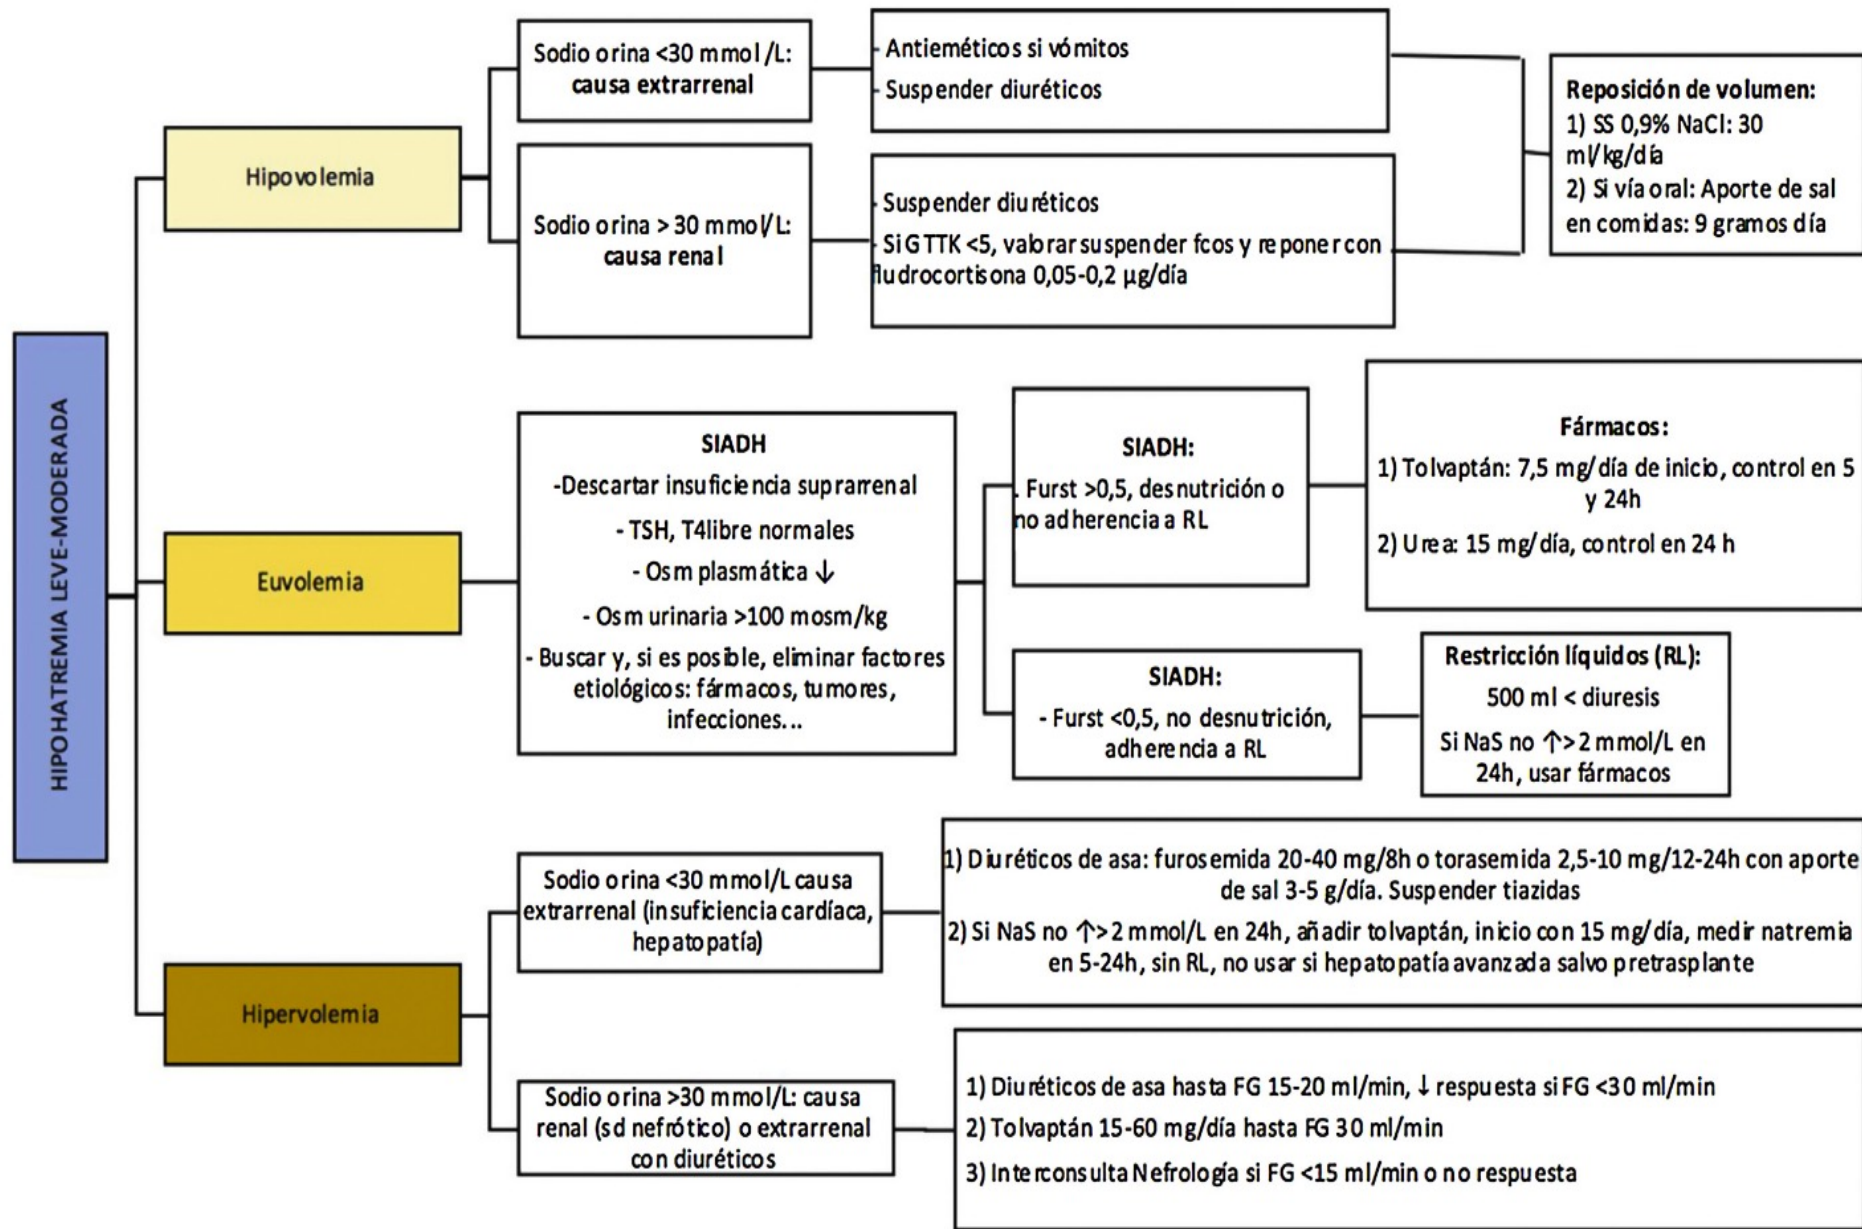 HIPOHATREMIA LEVE-MODERADA
Hipovolemia
Sodio orina <30 mmol /L:
causa extrarrenal
- Antieméticos si vómitos
- Suspender diuréticos
Sodio orina > 30 mmol/L:
causa renal
- Suspender diuréticos
- Si GTTK <5, valorar suspender fcos y reponer con
fludrocortisona 0,05-0,2 µg/día
Reposición de volumen:
1) SS 0,9% NaCl: 30
ml/kg/día
2) Si vía oral: Aporte de sal
en comidas: 9 gramos día
Euvolemia
SIADH
-Descartar insuficiencia suprarrenal
- TSH, T4libre normales
- Osm plasmática ↓
- Osm urinaria >100 mosm/kg
- Buscar y, si es posible, eliminar factores
etiológicos: fármacos, tumores,
infecciones...
SIADH:
. Furst >0,5, desnutrición o
no adherencia a RL
Fármacos:
1) Tolvaptán: 7,5 mg/día de inicio, control en 5
y 24h
2) Urea: 15 mg/día, control en 24 h
SIADH:
- Furst <0,5, no desnutrición,
adherencia a RL
Restricción líquidos (RL):
500 ml < diuresis
Si NaS no ↑>2 mmol/L en
24h, usar fármacos
Hipervolemia
Sodio orina <30 mmol/L causa
extrarrenal (insuficiencia cardíaca,
hepatopatía)
1) Diuréticos de asa: furosemida 20-40 mg/8h o torasemida 2,5-10 mg/12-24h con aporte
de sal 3-5 g/día. Suspender tiazidas
2) Si NaS no ↑>2 mmol/L en 24h, añadir tolvaptán, inicio con 15 mg/día, medir natremia
en 5-24h, sin RL, no usar si hepatopatía avanzada salvo pretrasplante
Sodio orina >30 mmol/L: causa
renal (sd nefrótico) o extrarrenal
con diuréticos
1) Diuréticos de asa hasta FG 15-20 ml/min, ↓ respuesta si FG <30 ml/min
2) Tolvaptán 15-60 mg/día hasta FG 30 ml/min
3) Interconsulta Nefrología si FG <15 ml/min o no respuesta